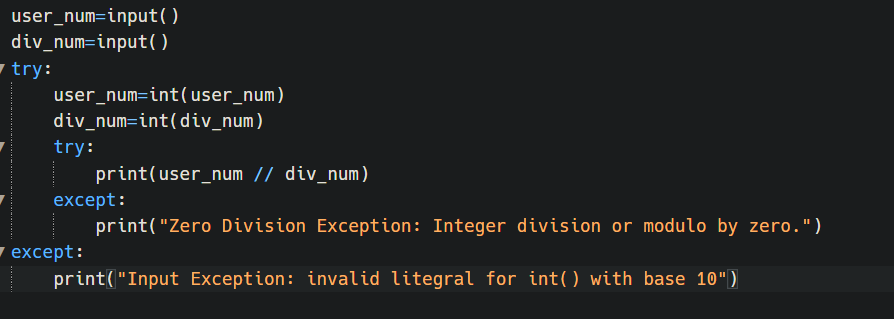 user_num=input()
div_num=input()
try:
    user_num=int(user_num)
    div_num=int(div_num)
    try:
        print(user_num // div_num)
    except:
        print("Zero Division Exception: Integer division or modulo by zero.")
except:
    print("Input Exception: invalid litegral for int() with base 10")